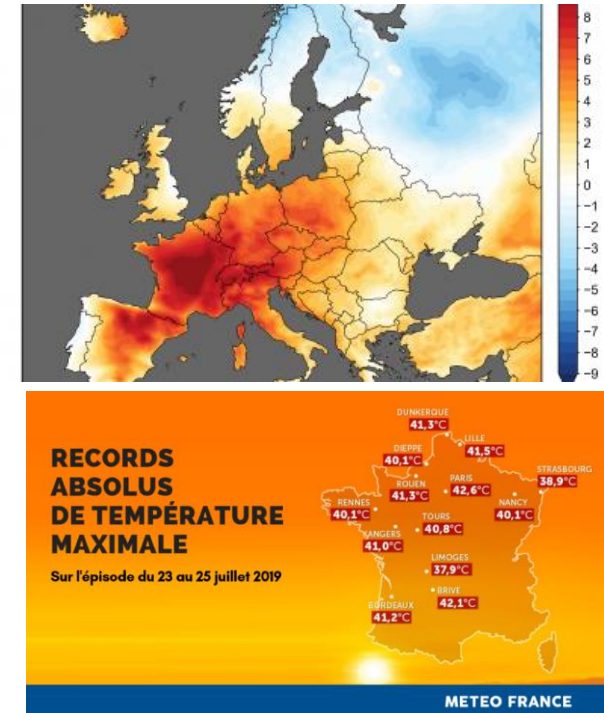 8
7
6
5
4
3
2
1
0
−1
−2
−3
−4
−5
−6
−7
−8
−9
RECORDS
ABSOLUS
DE TEMPÉRATURE
MAXIMALE
Sur l'épisode du 23 au 25 juillet 2019
DUNKERQUE
41,3°C
LILLE
41,5°C
DIEPPE
40,1°C
ROUEN
41,3°C
PARIS
42,6°C
STRASBOURG
38,9°C
NANCY
40,1°C
RENNES
40,1°C
ANGERS
41,0°C
TOURS
40,8°C
LIMOGES
37,9°C
BRIVE
42,1°C
BORDEAUX
41,2°C
METEO FRANCE